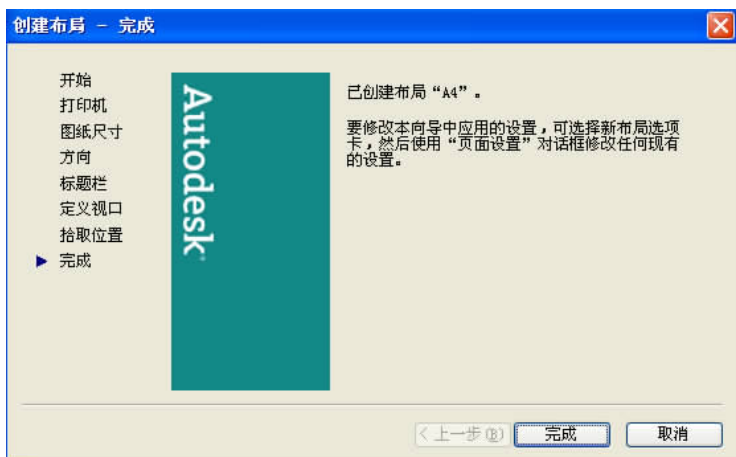 创建布局 - 完成
开始
打印机
图纸尺寸
方向
标题栏
定义视口
拾取位置
完成
Autodesk
已创建布局“A4”。
要修改本向导中应用的设置，可选择新布局选项
卡，然后使用“页面设置”对话框修改任何现有
的设置。
< 上一步(B)
完成
取消